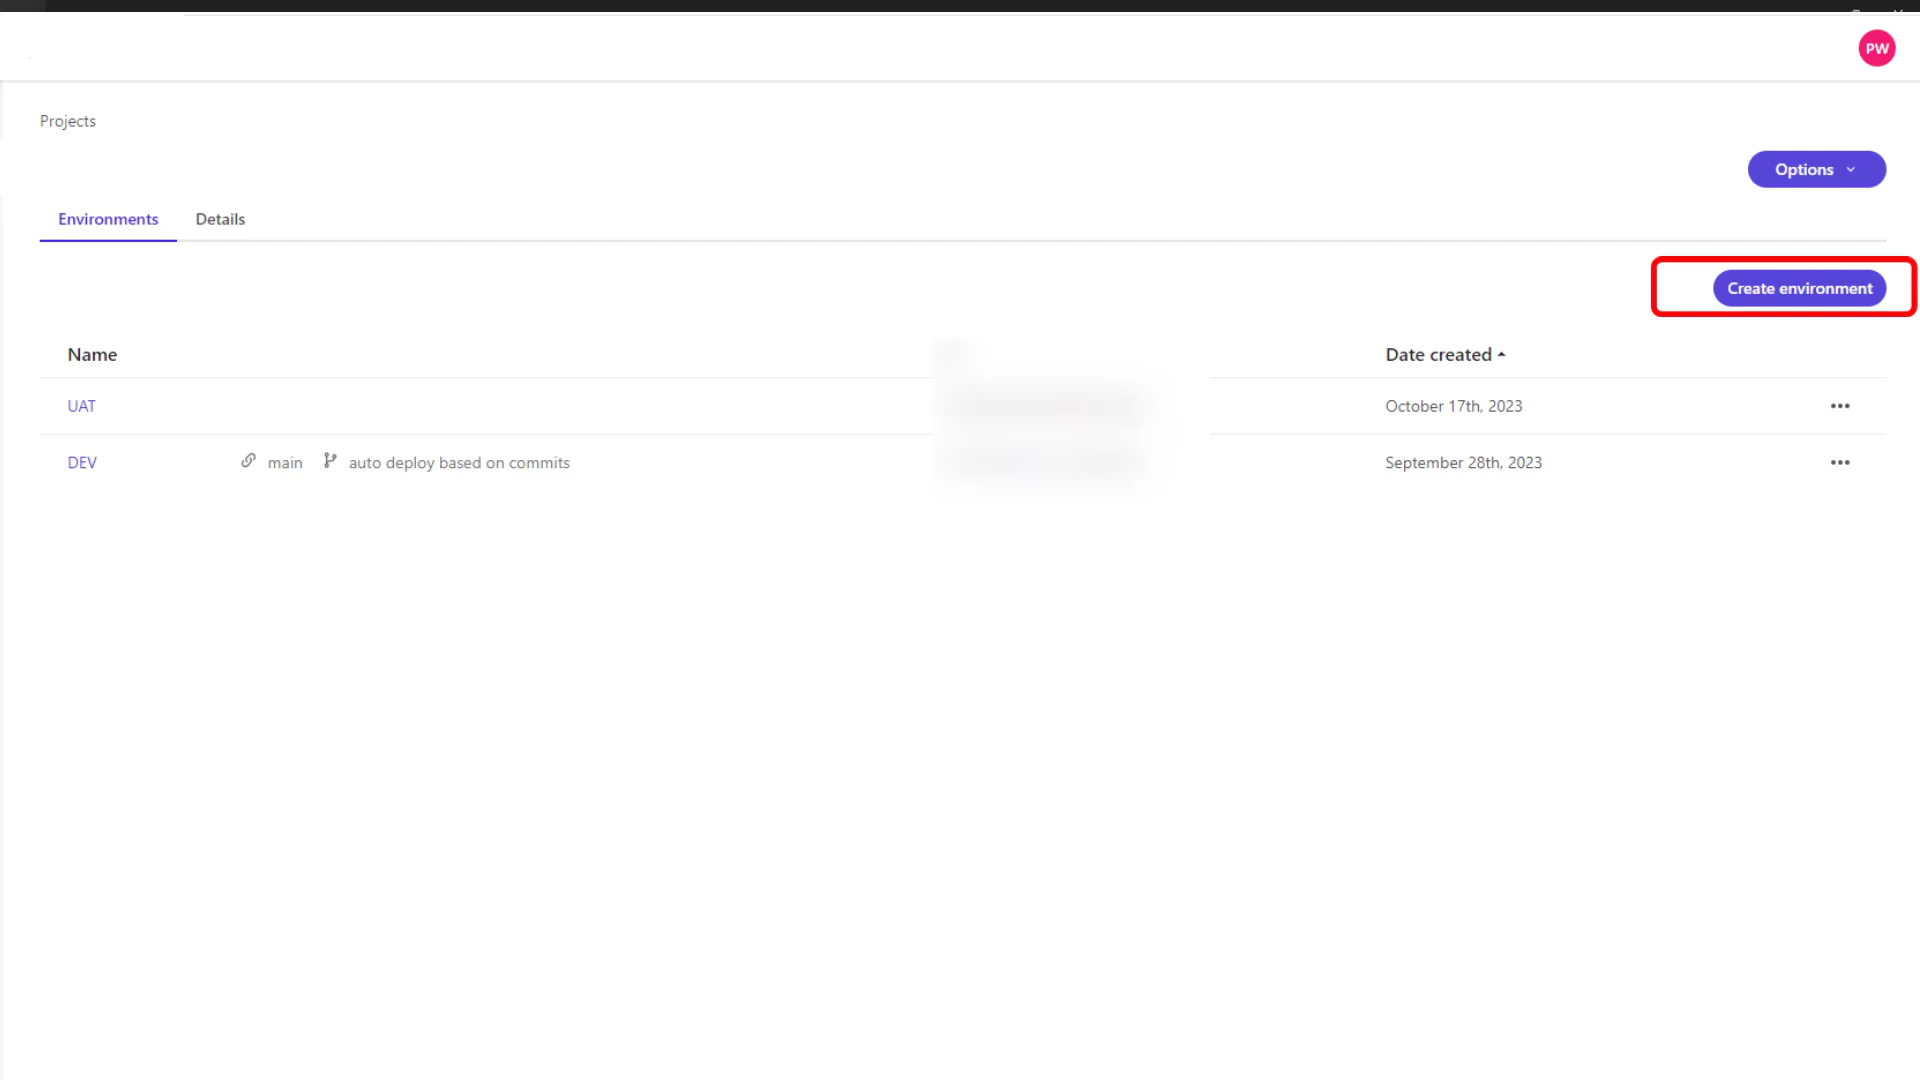 PW
Projects
Options
Environments Details
Create environment
Name Date created
UAT October 17th, 2023
DEV main auto deploy based on commits September 28th, 2023